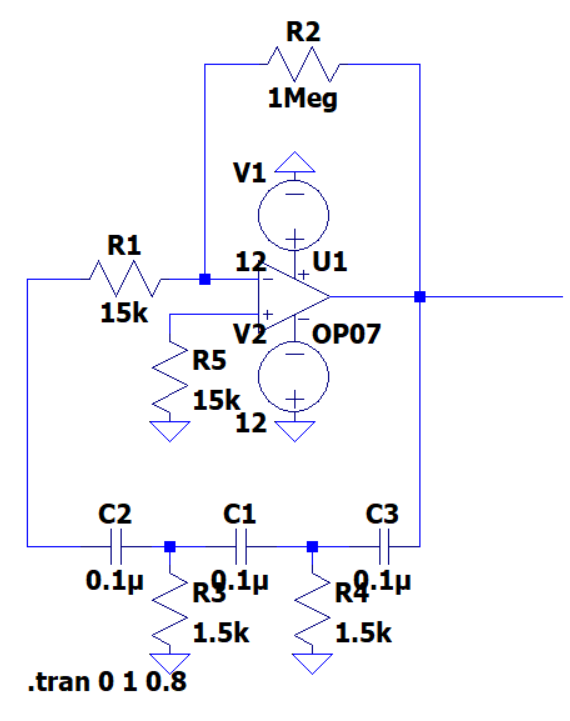 R2
1Meg
V1
R1
12
U1
15k
V2
OP07
R5
15k
12
C2
C1
C3
0.1µ
R3
0.1µ
R4
0.1µ
1.5k
1.5k
.tran 0 1 0.8